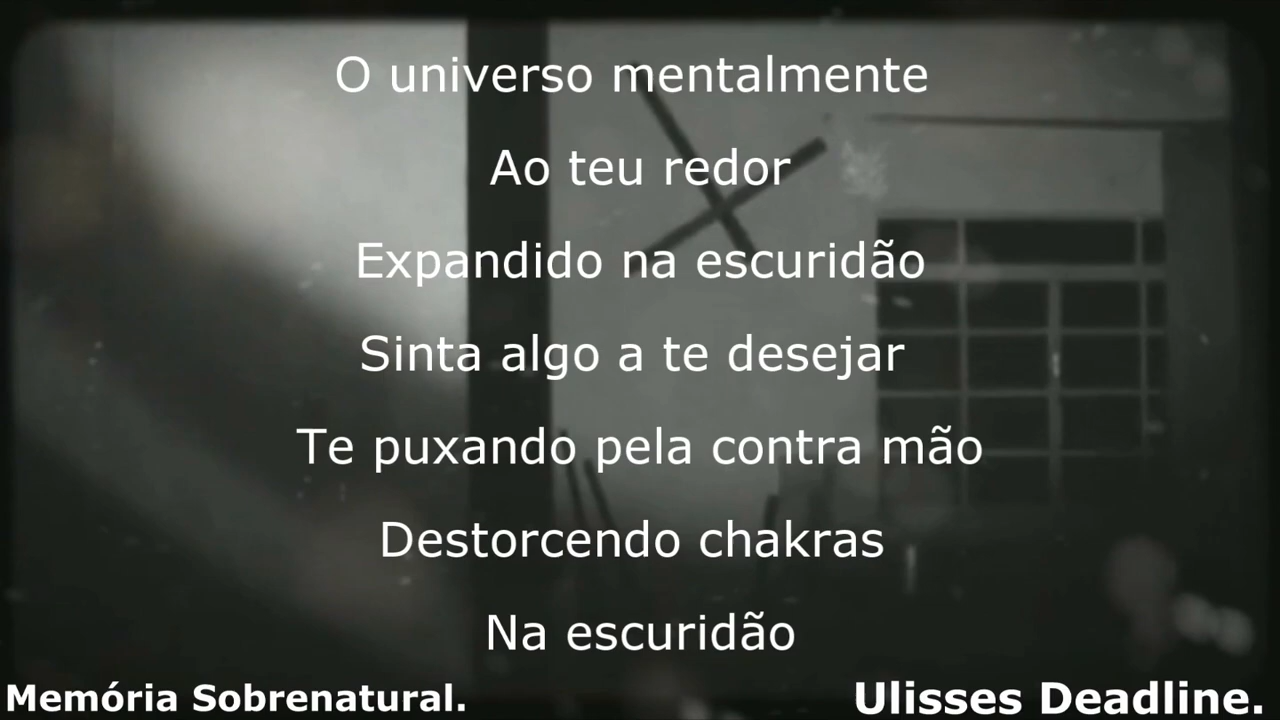 O universo mentalmente
Ao teu redor
Expandido na escuridão
Sinta algo a te desejar
Te puxando pela contra mão
Destorcendo chakras
Na escuridão
Memória Sobrenatural.
Ulisses Deadline.